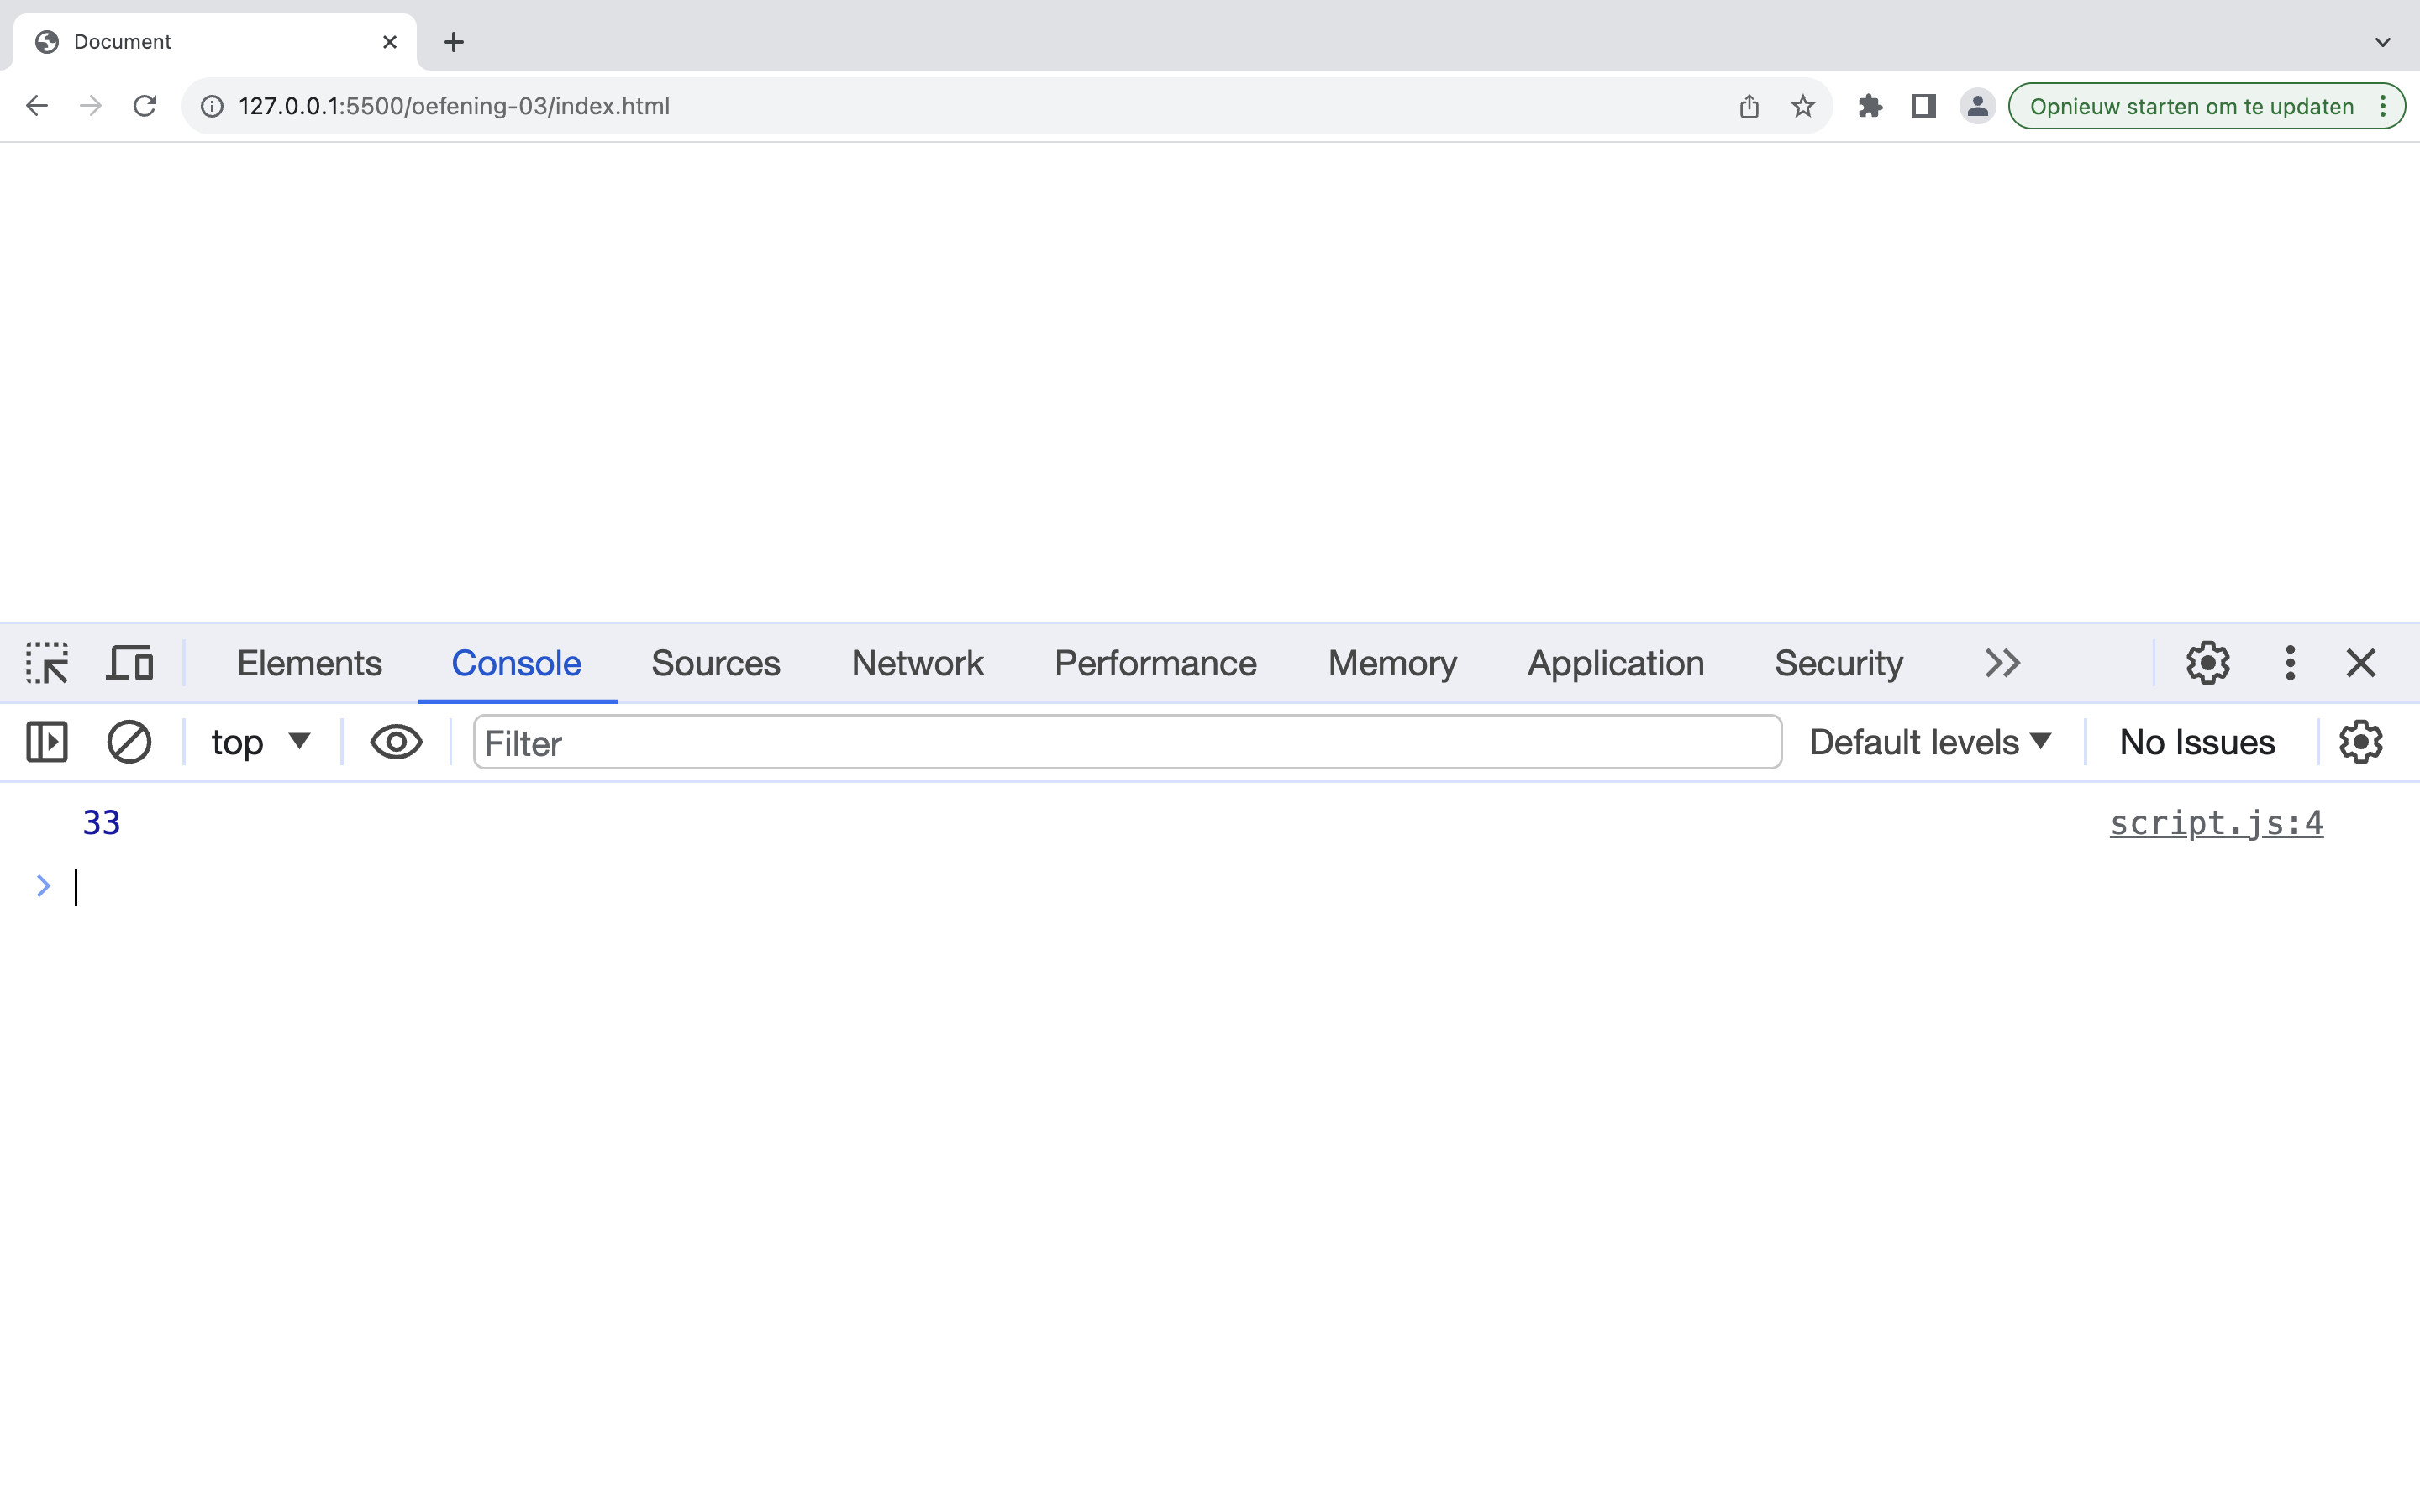 Document
127.0.0.1:5500/oefening-03/index.html
Opnieuw starten om te updaten
Elements Console Sources Network Performance Memory Application Security
top Filter Default levels No Issues
33 script.js:4